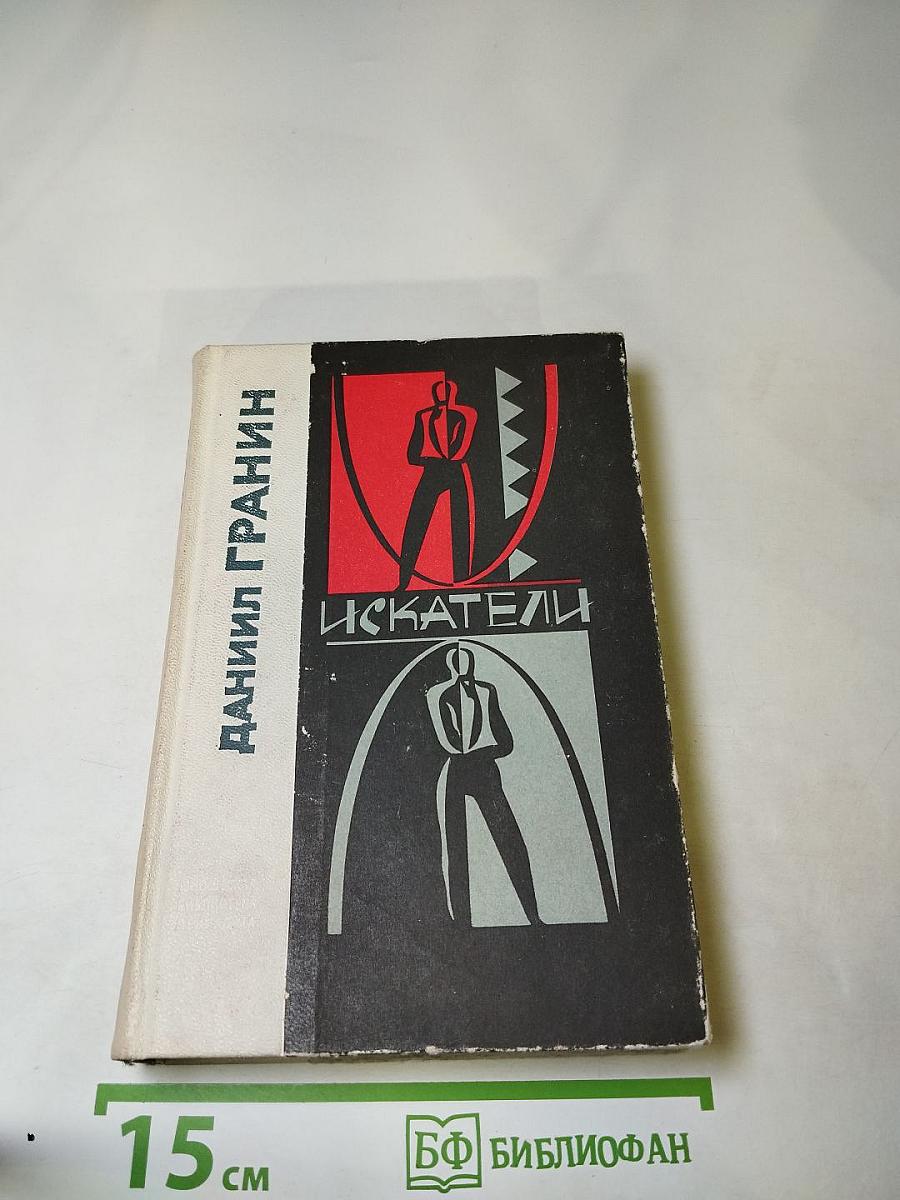 ДАНИИЛ ГРАНИН
ИСКАТЕЛИ
15 см
БФ БИБЛИОФАН